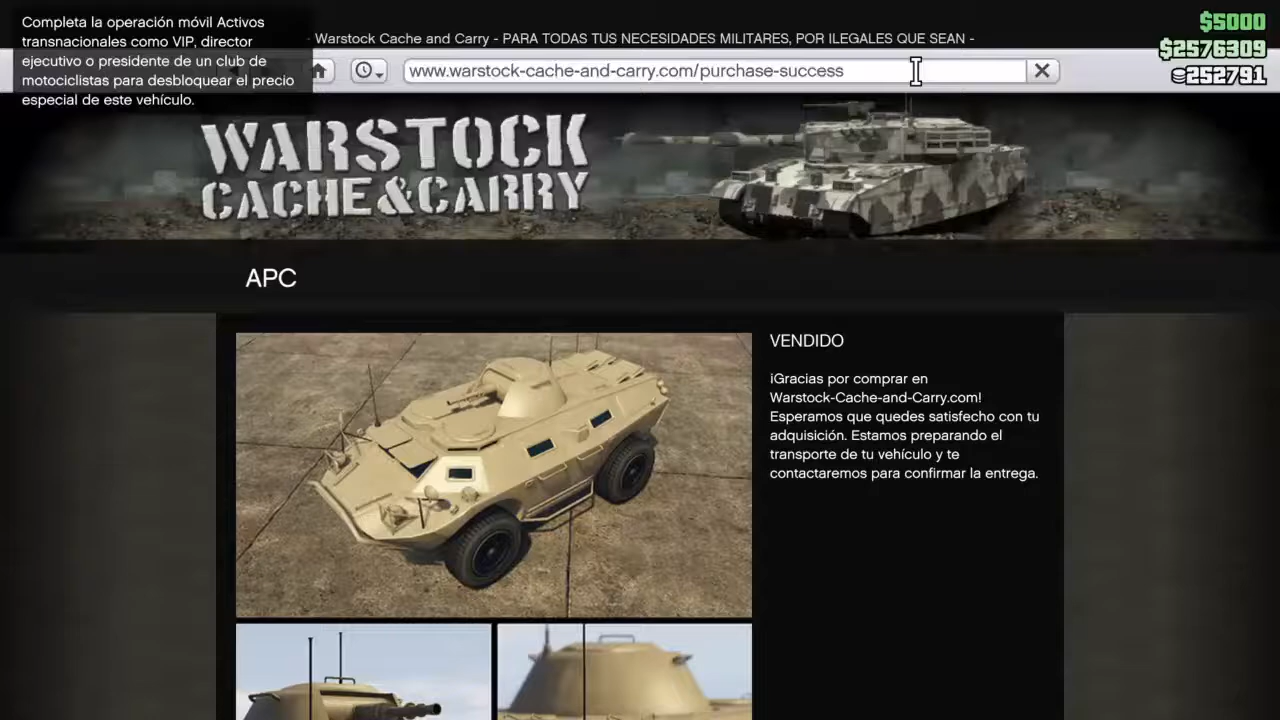 Completa la operación móvil Activos
transnacionales como VIP, director
ejecutivo o presidente de un club de
motociclistas para desbloquear el precio
especial de este vehículo.
- Warstock Cache and Carry - PARA TODAS TUS NECESIDADES MILITARES, POR ILEGALES QUE SEAN -
www.warstock-cache-and-carry.com/purchase-success
$5000
$2576309
252791
WARSTOCK
CACHE&CARRY
APC
VENDIDO
¡Gracias por comprar en
Warstock-Cache-and-Carry.com!
Esperamos que quedes satisfecho con tu
adquisición. Estamos preparando el
transporte de tu vehículo y te
contactaremos para confirmar la entrega.